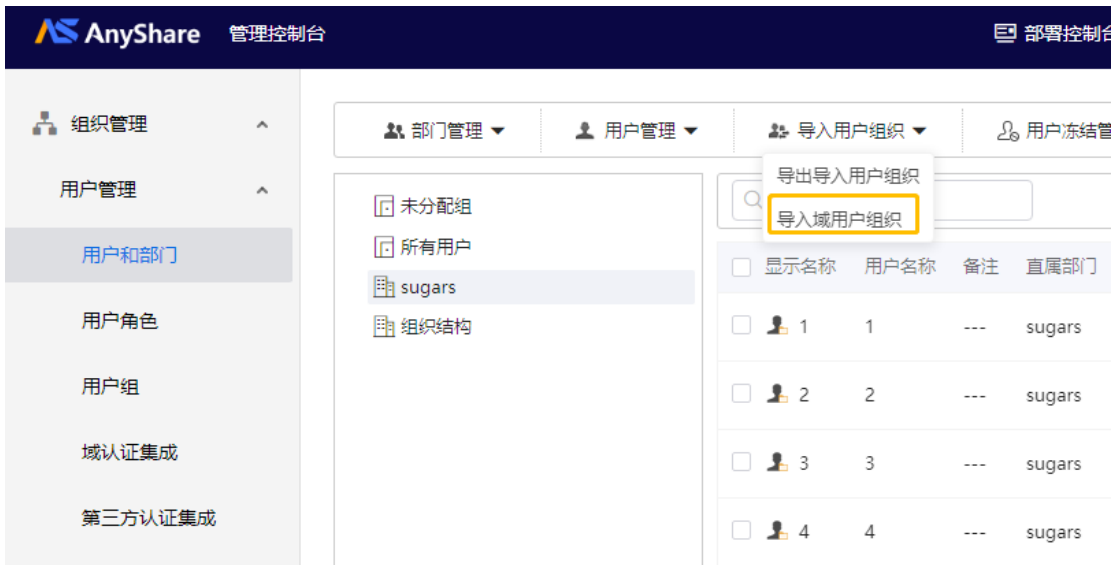 AnyShare 管理控制台 部署控制台
组织管理
部门管理 用户管理 导入用户组织 用户冻结管
导出导入用户组织
导入域用户组织
用户管理
用户和部门
用户角色
用户组
域认证集成
第三方认证集成
未分配组
所有用户
sugars
组织结构
显示名称 用户名称 备注 直属部门
1 1 --- sugars
2 2 --- sugars
3 3 --- sugars
4 4 --- sugars